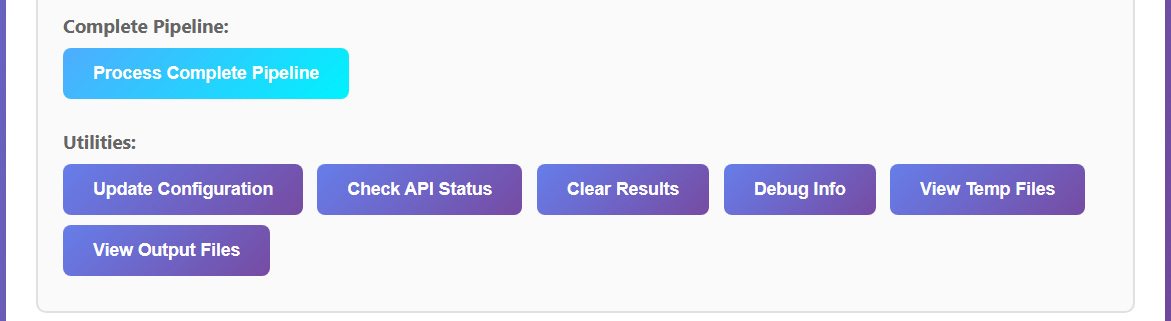 Complete Pipeline:
Process Complete Pipeline
Utilities:
Update Configuration Check API Status Clear Results Debug Info View Temp Files
View Output Files